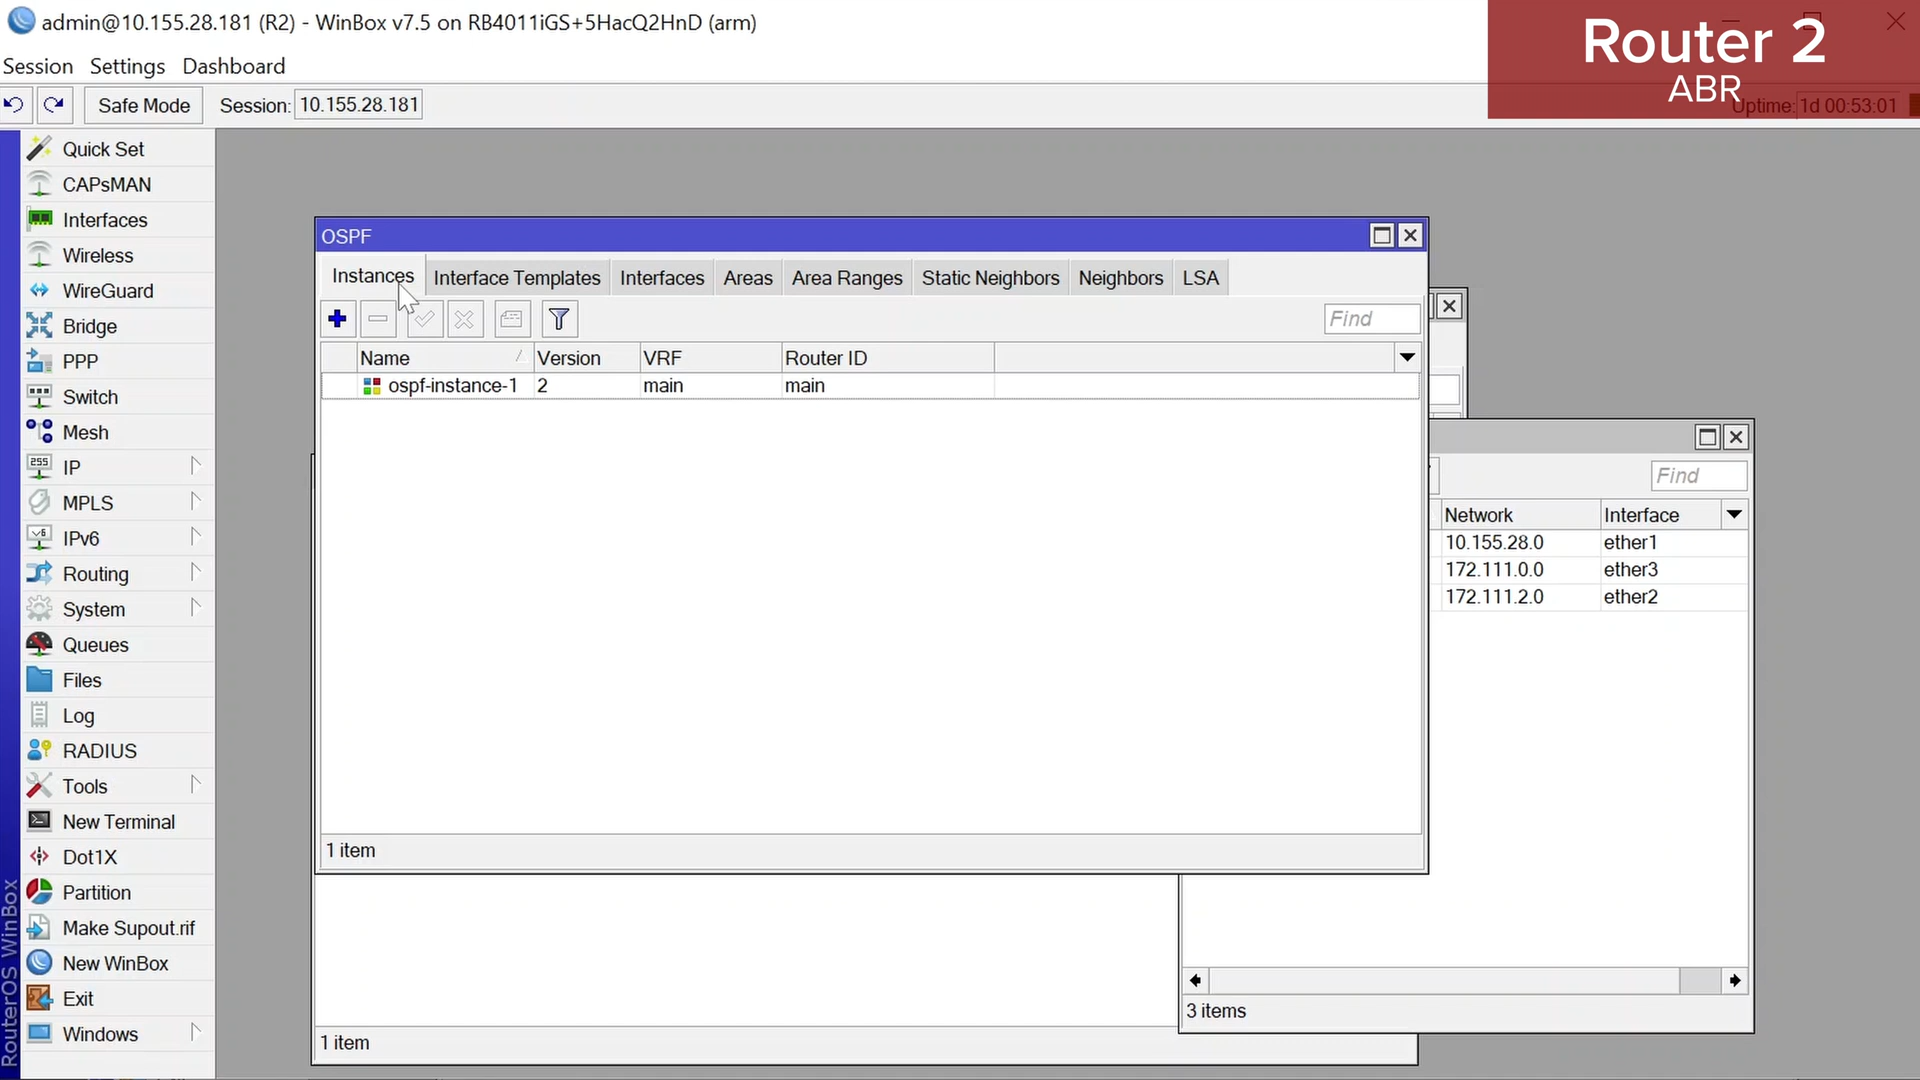 admin@10.155.28.181 (R2) - WinBox v7.5 on RB4011iGS+5HacQ2HnD (arm)
Router 2
ABR
Session Settings Dashboard
Safe Mode Session: 10.155.28.181 Uptime: 1d 00:53:01
Quick Set
CAPsMAN
Interfaces
Wireless
WireGuard
Bridge
PPP
Switch
Mesh
IP
MPLS
IPv6
Routing
System
Queues
Files
Log
RADIUS
Tools
New Terminal
Dot1X
Partition
Make Supout.rif
New WinBox
Exit
Windows
RouterOS WinBox
OSPF
Instances Interface Templates Interfaces Areas Area Ranges Static Neighbors Neighbors LSA
Find
Name Version VRF Router ID
ospf-instance-1 2 main main
1 item
Find
Network Interface
10.155.28.0 ether1
172.111.0.0 ether3
172.111.2.0 ether2
3 items
1 item